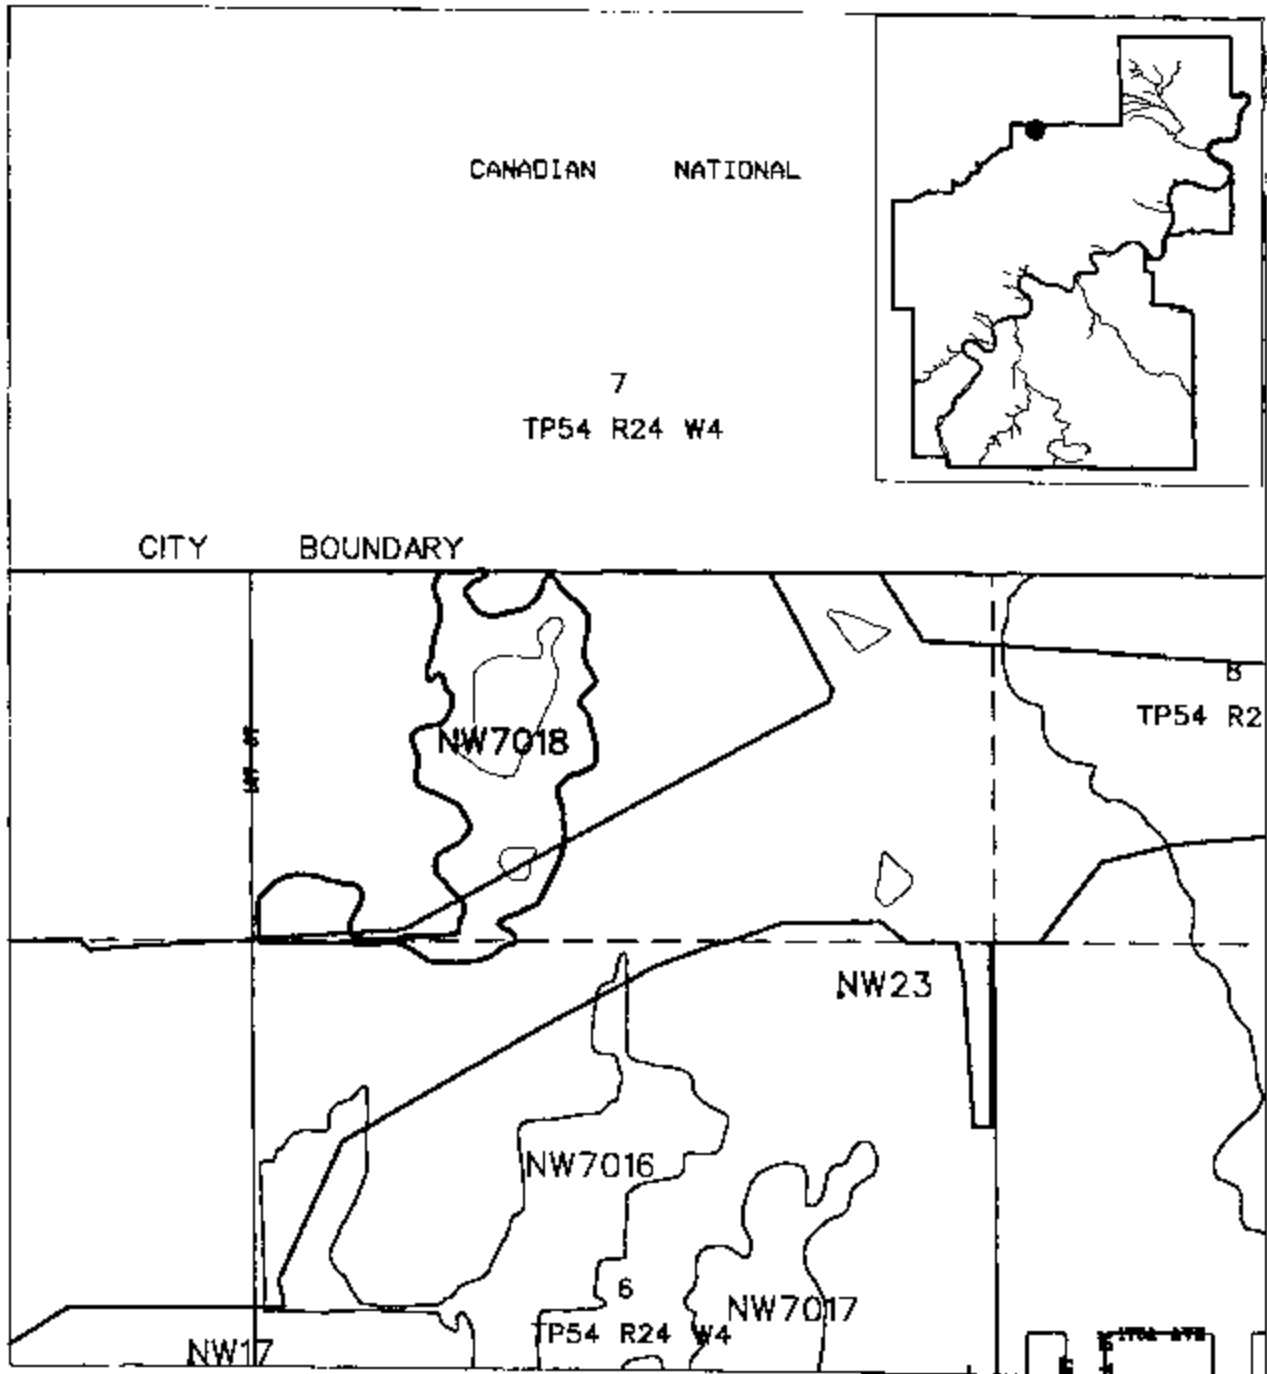 CANADIAN NATIONAL
7
TP54 R24 W4
CITY BOUNDARY
8
TP54 R2
NW7018
NW23
NW7016
6
NW7017
TP54 R24 W4
NW17